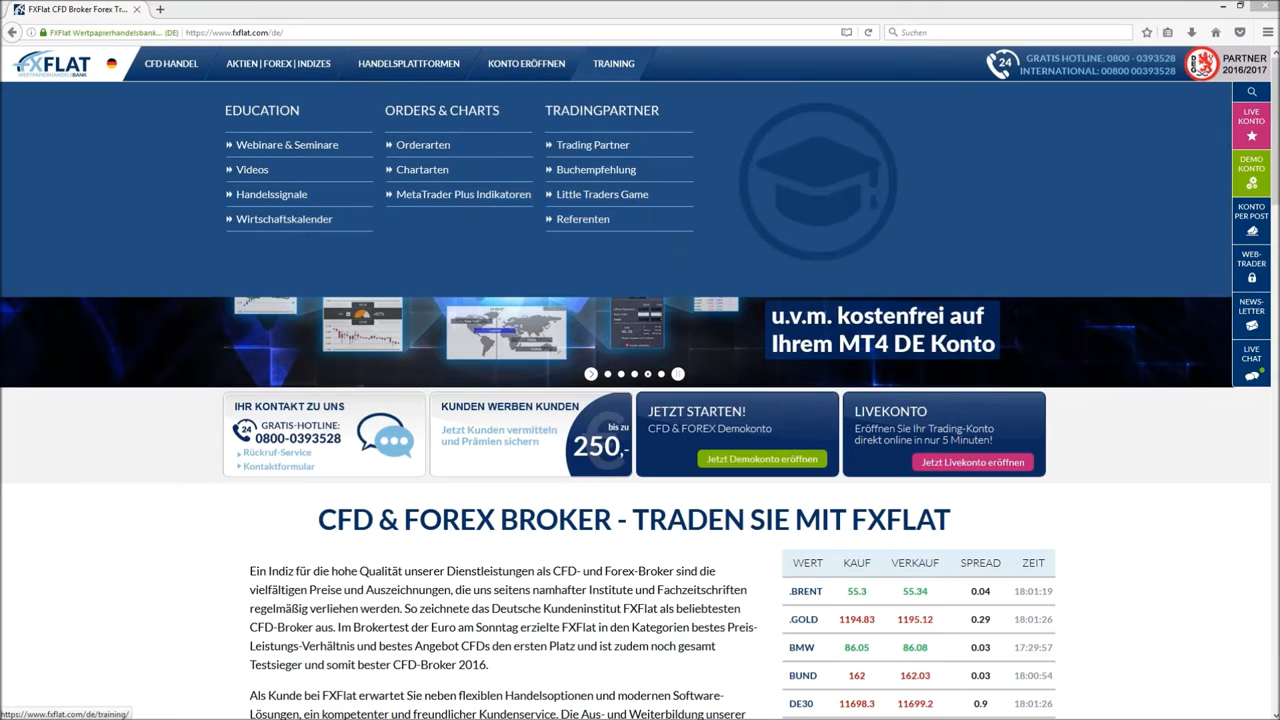 FXFlat CFD Broker Forex Tr...
FXFlat Wertpapierhandelsbank... (DE)
https://www.fxflat.com/de/
Suchen
FXFLAT
WERTPAPIERHANDELSBANK
CFD HANDEL
AKTIEN | FOREX | INDIZES
HANDELSPLATTFORMEN
KONTO ERÖFFNEN
TRAINING
24
GRATIS HOTLINE: 0800 - 0393528
INTERNATIONAL: 00800 00393528
PARTNER
2016/2017
EDUCATION
Webinare & Seminare
Videos
Handelssignale
Wirtschaftskalender
ORDERS & CHARTS
Orderarten
Chartarten
MetaTrader Plus Indikatoren
TRADINGPARTNER
Trading Partner
Buchempfehlung
Little Traders Game
Referenten
LIVE
KONTO
DEMO
KONTO
KONTO
PER POST
WEB-
TRADER
NEWS-
LETTER
LIVE
CHAT
u.v.m. kostenfrei auf
Ihrem MT4 DE Konto
IHR KONTAKT ZU UNS
24
GRATIS-HOTLINE:
0800-0393528
Rückruf-Service
Kontaktformular
KUNDEN WERBEN KUNDEN
Jetzt Kunden vermitteln
und Prämien sichern
bis zu
250,-
JETZT STARTEN!
CFD & FOREX Demokonto
Jetzt Demokonto eröffnen
LIVEKONTO
Eröffnen Sie Ihr Trading-Konto
direkt online in nur 5 Minuten!
Jetzt Livekonto eröffnen
CFD & FOREX BROKER - TRADEN SIE MIT FXFLAT
Ein Indiz für die hohe Qualität unserer Dienstleistungen als CFD- und Forex-Broker sind die
vielfältigen Preise und Auszeichnungen, die uns seitens namhafter Institute und Fachzeitschriften
regelmäßig verliehen werden. So zeichnete das Deutsche Kundeninstitut FXFlat als beliebtesten
CFD-Broker aus. Im Brokertest der Euro am Sonntag erzielte FXFlat in den Kategorien bestes Preis-
Leistungs-Verhältnis und bestes Angebot CFDs den ersten Platz und ist zudem noch gesamt
Testsieger und somit bester CFD-Broker 2016.
Als Kunde bei FXFlat erwartet Sie neben flexiblen Handelsoptionen und modernen Software-
Lösungen, ein kompetenter und freundlicher Kundenservice. Die Aus- und Weiterbildung unserer
WERT KAUF VERKAUF SPREAD ZEIT
.BRENT 55.3 55.34 0.04 18:01:19
.GOLD 1194.83 1195.12 0.29 18:01:26
BMW 86.05 86.08 0.03 17:29:57
BUND 162 162.03 0.03 18:00:54
DE30 11698.3 11699.2 0.9 18:01:26
https://www.fxflat.com/de/training/